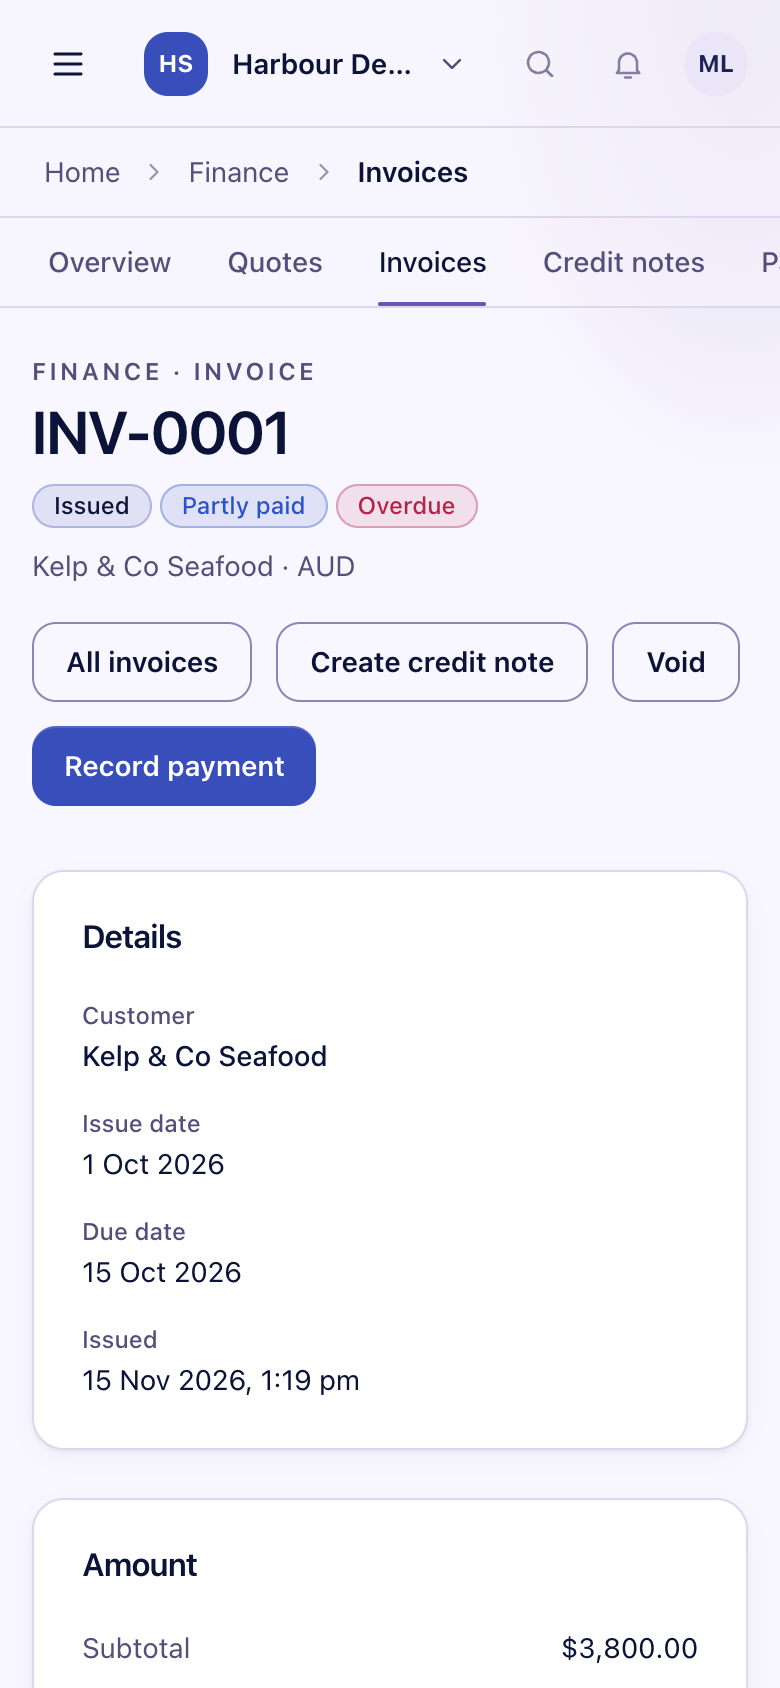 HS Harbour De... ML
Home Finance Invoices
Overview Quotes Invoices Credit notes P
FINANCE · INVOICE
INV-0001
Issued Partly paid Overdue
Kelp & Co Seafood · AUD
All invoices Create credit note Void
Record payment
Details
Customer
Kelp & Co Seafood
Issue date
1 Oct 2026
Due date
15 Oct 2026
Issued
15 Nov 2026, 1:19 pm
Amount
Subtotal $3,800.00